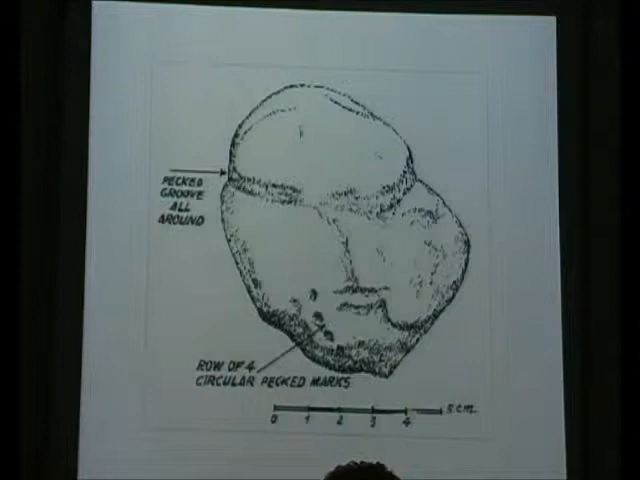 PECKED
GROOVE
ALL
AROUND
ROW OF 4
CIRCULAR PECKED MARKS
0 1 2 3 4 5 CM.